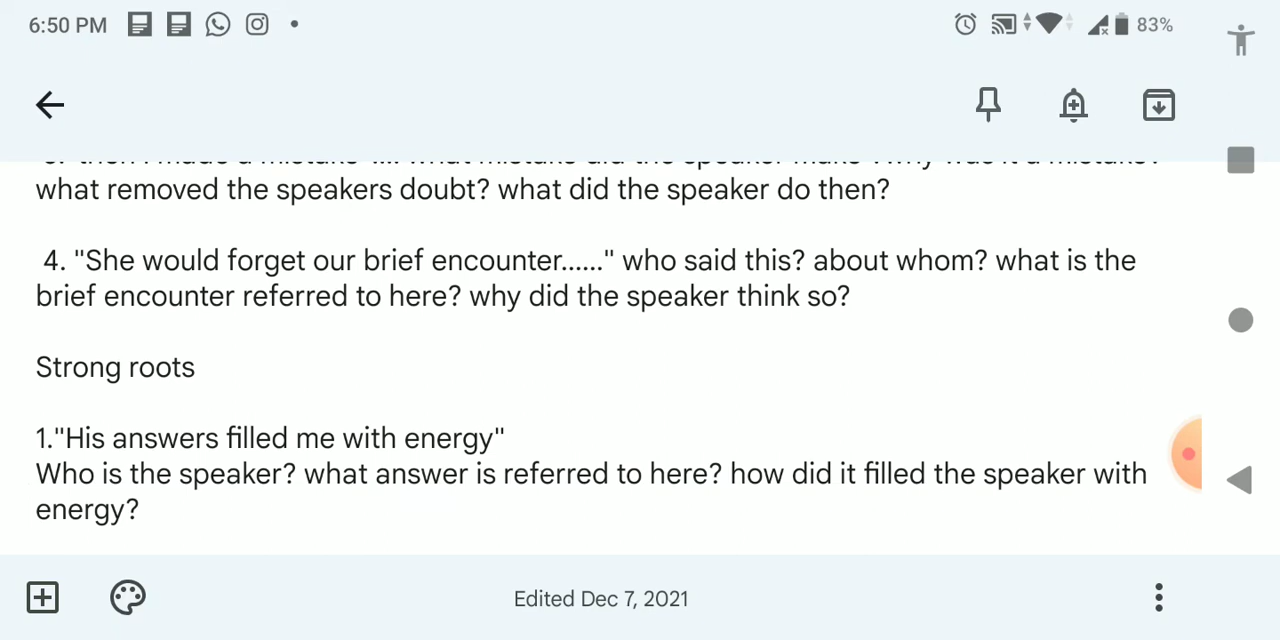 6:50 PM
83%
what removed the speakers doubt? what did the speaker do then?
4. "She would forget our brief encounter......" who said this? about whom? what is the
brief encounter referred to here? why did the speaker think so?
Strong roots
1."His answers filled me with energy"
Who is the speaker? what answer is referred to here? how did it filled the speaker with
energy?
Edited Dec 7, 2021